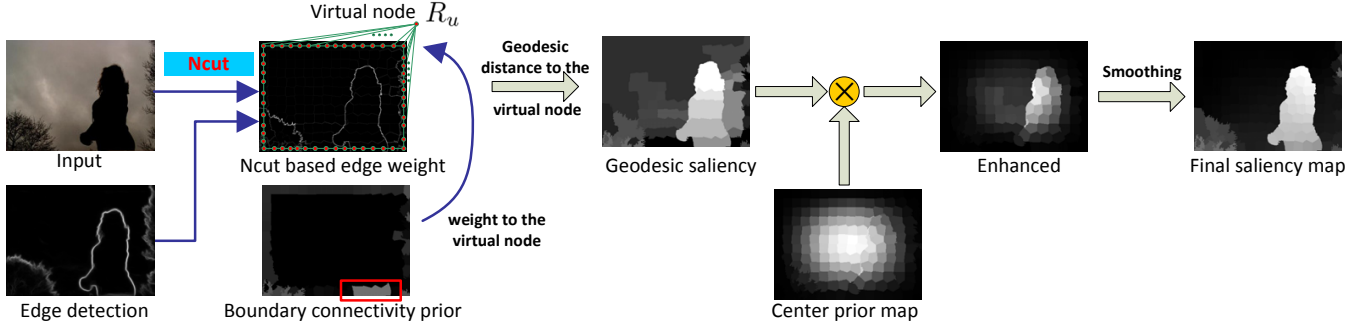 Virtual node R_u
Ncut
Geodesic
distance to the
virtual node
Smoothing
Input
Ncut based edge weight
Geodesic saliency
Enhanced
Final saliency map
weight to the
virtual node
Edge detection
Boundary connectivity prior
Center prior map